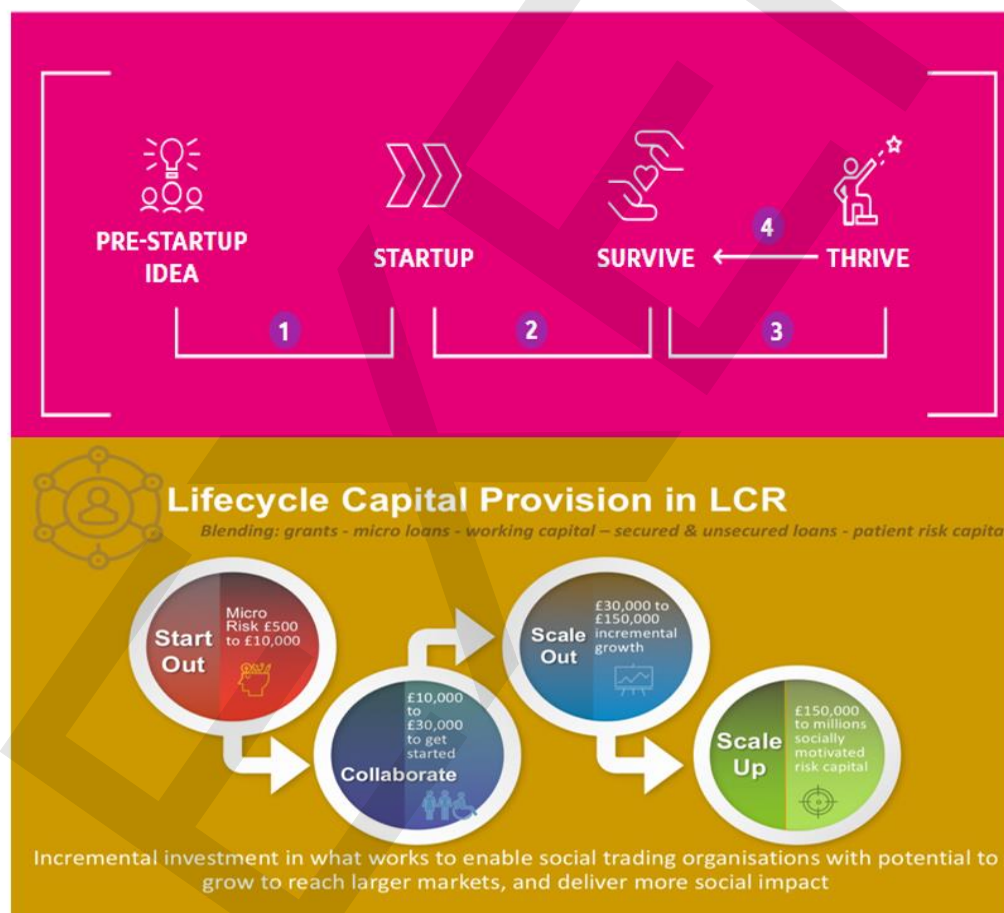 PRE-STARTUP
IDEA
STARTUP
SURVIVE
THRIVE
4
1
2
3
Lifecycle Capital Provision in LCR
Blending: grants - micro loans - working capital – secured & unsecured loans - patient risk capital
Start
Out
Micro
Risk £500
to £10,000
£10,000
to
£30,000
to get
started
Collaborate
Scale
Out
£30,000 to
£150,000
incremental
growth
Scale
Up
£150,000
to millions
socially
motivated
risk capital
Incremental investment in what works to enable social trading organisations with potential to
grow to reach larger markets, and deliver more social impact